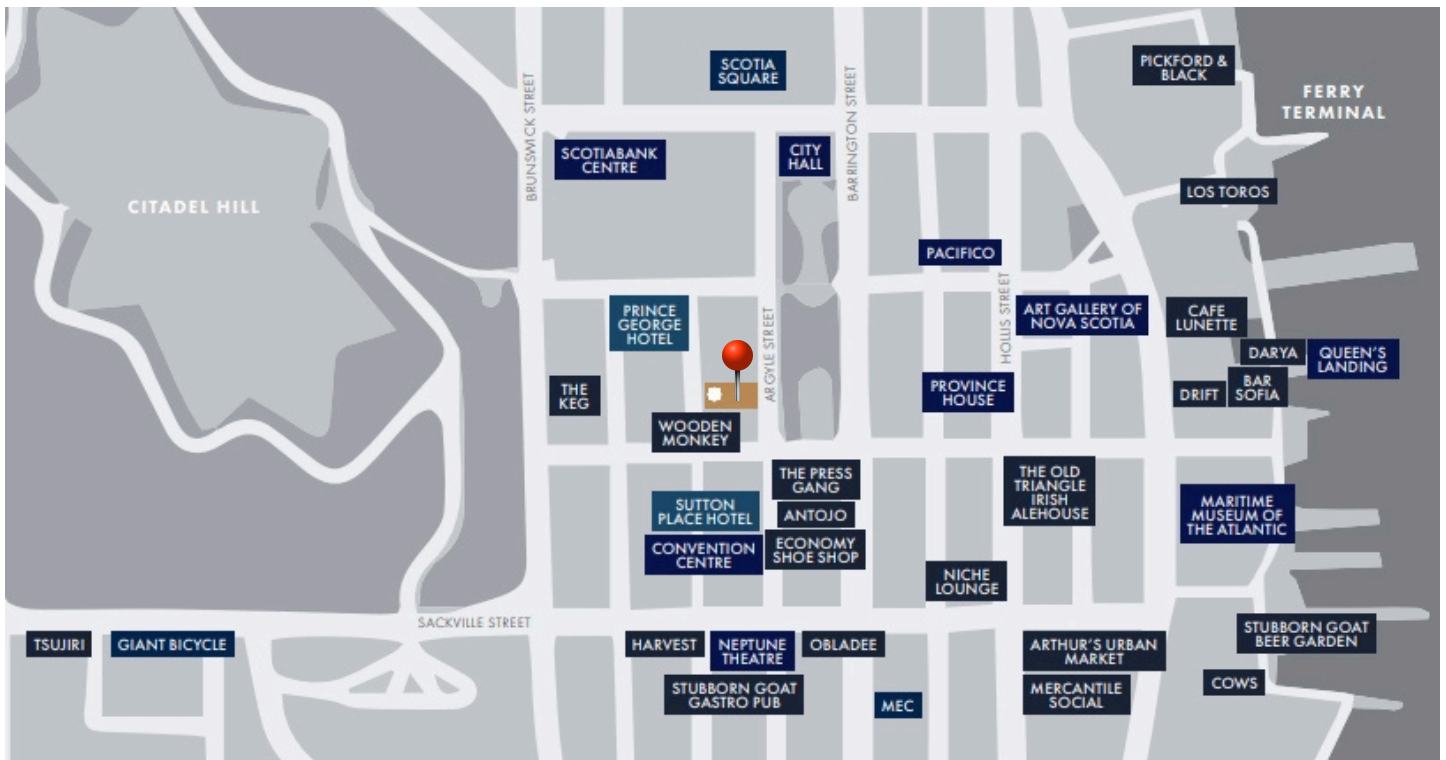 SCOTIA
SQUARE
PICKFORD &
BLACK
FERRY
TERMINAL
BRUNSWICK STREET
BARRINGTON STREET
SCOTIABANK
CENTRE
CITY
HALL
CITADEL HILL
LOS TOROS
PACIFICO
HOLLIS STREET
PRINCE
GEORGE
HOTEL
ARGYLE STREET
ART GALLERY OF
NOVA SCOTIA
CAFE
LUNETTE
DARYA
QUEEN'S
LANDING
THE
KEG
PROVINCE
HOUSE
DRIFT
BAR
SOFIA
WOODEN
MONKEY
THE PRESS
GANG
THE OLD
TRIANGLE
IRISH
ALEHOUSE
SUTTON
PLACE HOTEL
ANTOJO
MARITIME
MUSEUM OF
THE ATLANTIC
CONVENTION
CENTRE
ECONOMY
SHOE SHOP
NICHE
LOUNGE
SACKVILLE STREET
TSUJIRI
GIANT BICYCLE
HARVEST
NEPTUNE
THEATRE
OBLADEE
ARTHUR'S URBAN
MARKET
STUBBORN GOAT
BEER GARDEN
STUBBORN GOAT
GASTRO PUB
MEC
MERCANTILE
SOCIAL
COWS